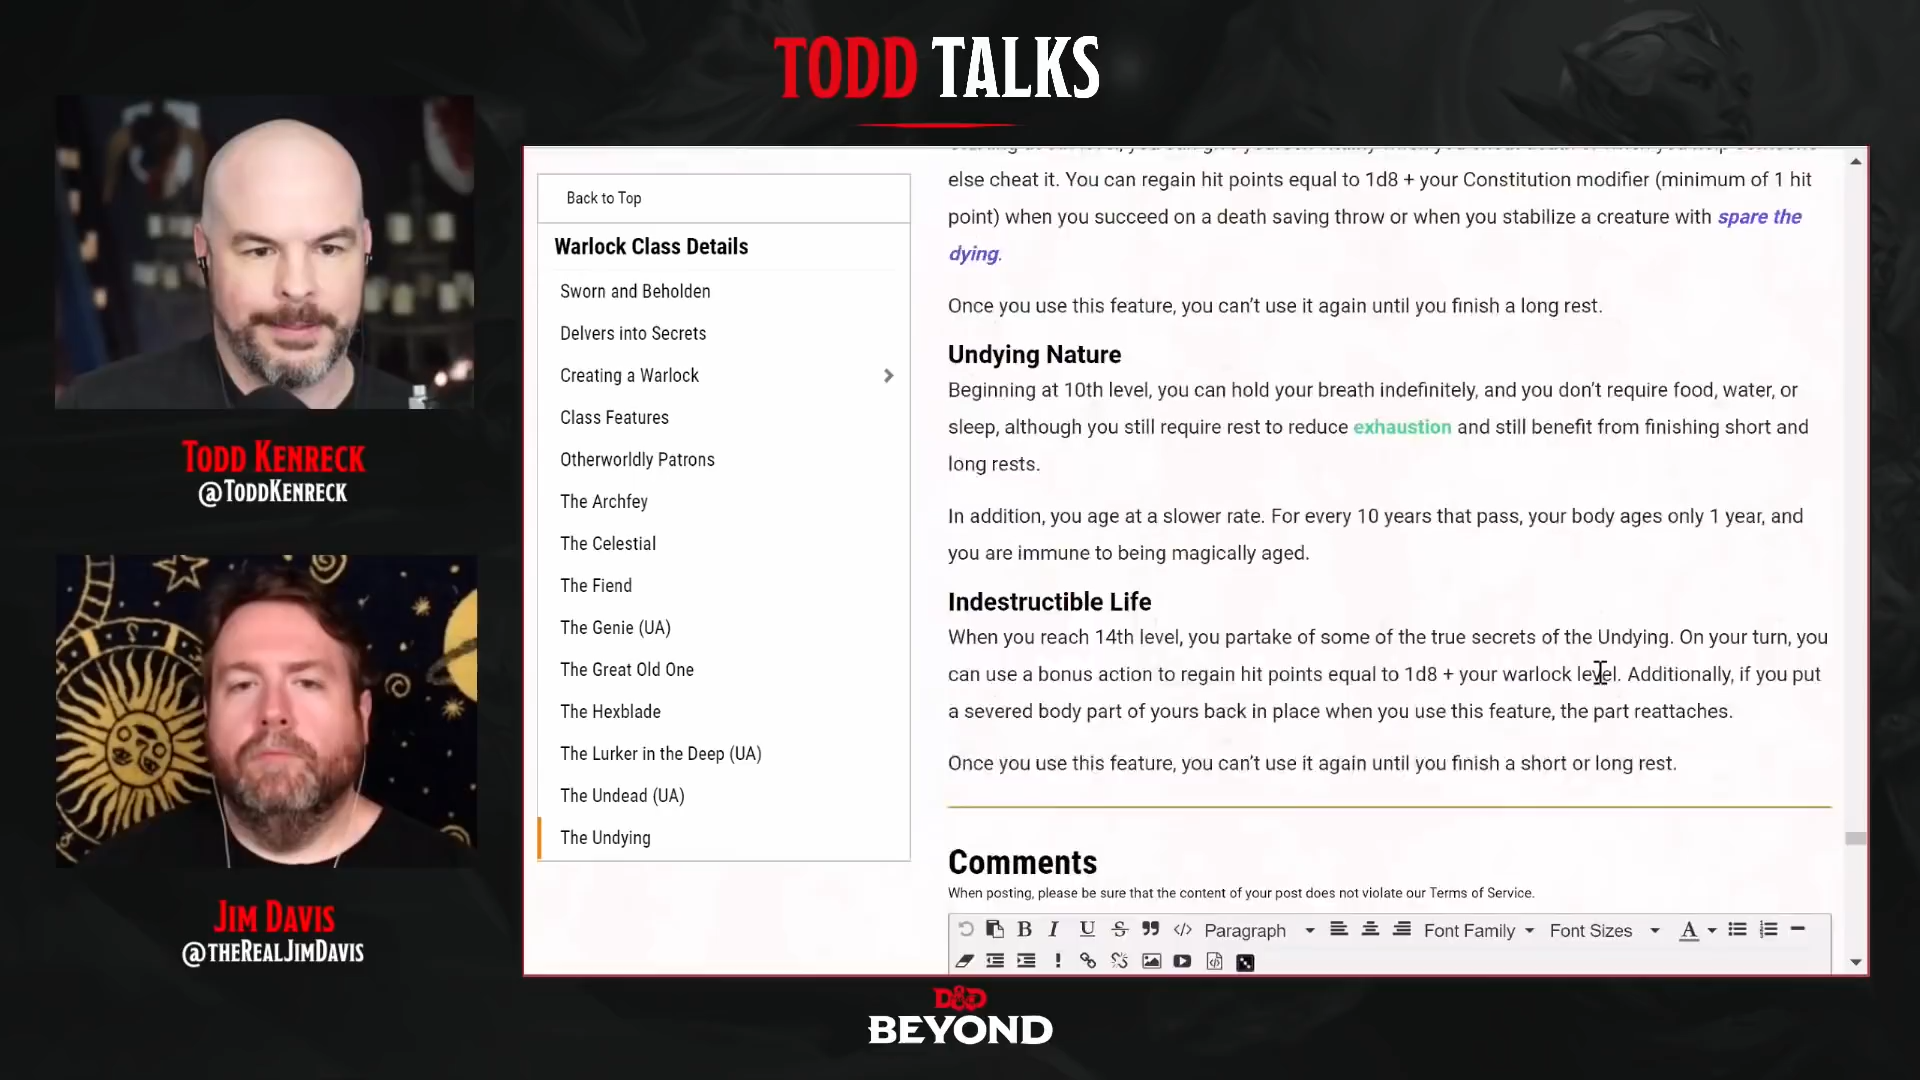 TODD TALKS
Todd Kenreck
@ToddKenreck
Jim Davis
@theRealJimDavis
Back to Top
Warlock Class Details
Sworn and Beholden
Delvers into Secrets
Creating a Warlock
Class Features
Otherworldly Patrons
The Archfey
The Celestial
The Fiend
The Genie (UA)
The Great Old One
The Hexblade
The Lurker in the Deep (UA)
The Undead (UA)
The Undying
else cheat it. You can regain hit points equal to 1d8 + your Constitution modifier (minimum of 1 hit
point) when you succeed on a death saving throw or when you stabilize a creature with spare the
dying.
Once you use this feature, you can’t use it again until you finish a long rest.
Undying Nature
Beginning at 10th level, you can hold your breath indefinitely, and you don’t require food, water, or
sleep, although you still require rest to reduce exhaustion and still benefit from finishing short and
long rests.
In addition, you age at a slower rate. For every 10 years that pass, your body ages only 1 year, and
you are immune to being magically aged.
Indestructible Life
When you reach 14th level, you partake of some of the true secrets of the Undying. On your turn, you
can use a bonus action to regain hit points equal to 1d8 + your warlock level. Additionally, if you put
a severed body part of yours back in place when you use this feature, the part reattaches.
Once you use this feature, you can’t use it again until you finish a short or long rest.
Comments
When posting, please be sure that the content of your post does not violate our Terms of Service.
B I U S Paragraph Font Family Font Sizes A
D&D
BEYOND